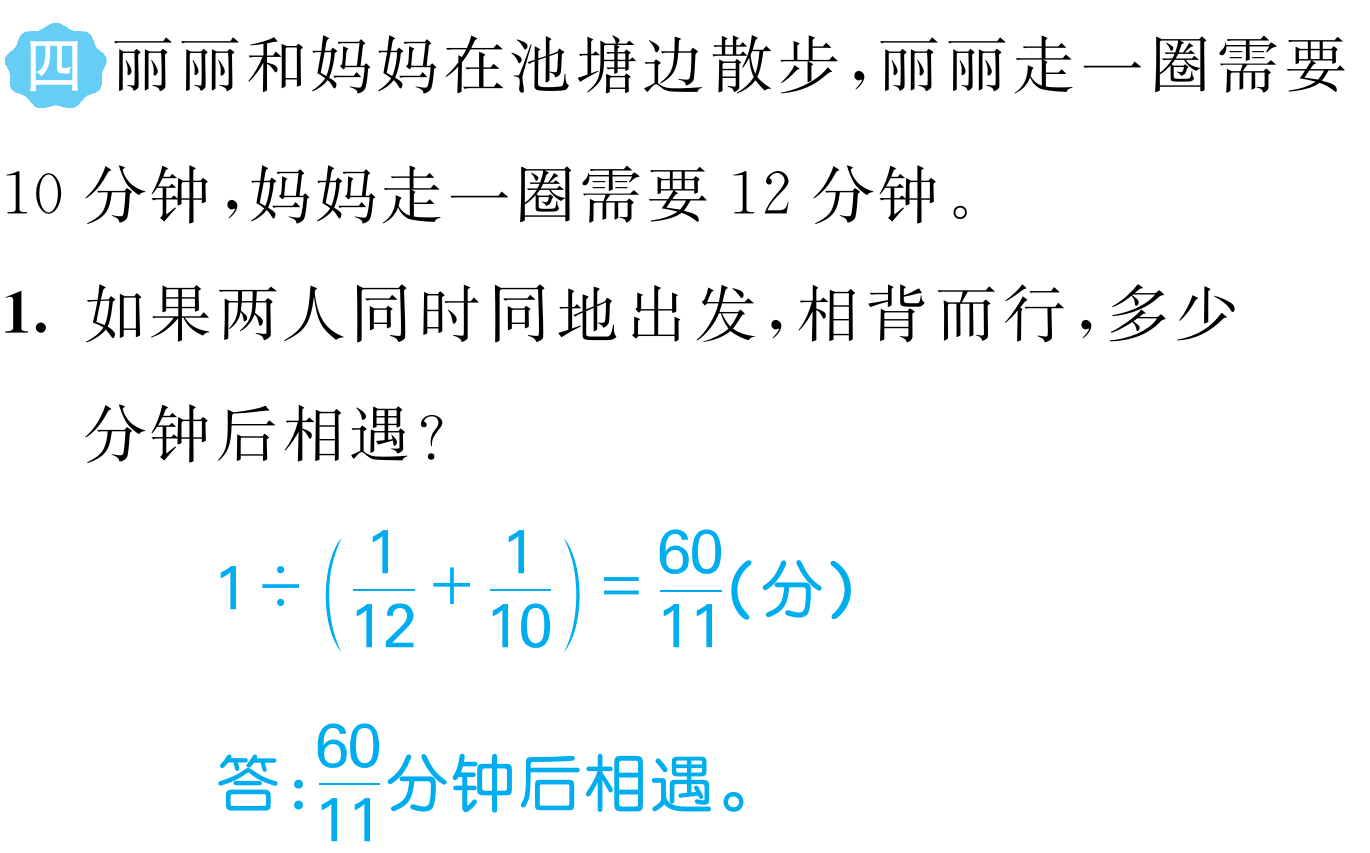 四 丽丽和妈妈在池塘边散步,丽丽走一圈需要
10 分钟,妈妈走一圈需要 12 分钟。
1. 如果两人同时同地出发,相背而行,多少
分钟后相遇?
1÷(1/12+1/10)=60/11(分)
答:60/11分钟后相遇。